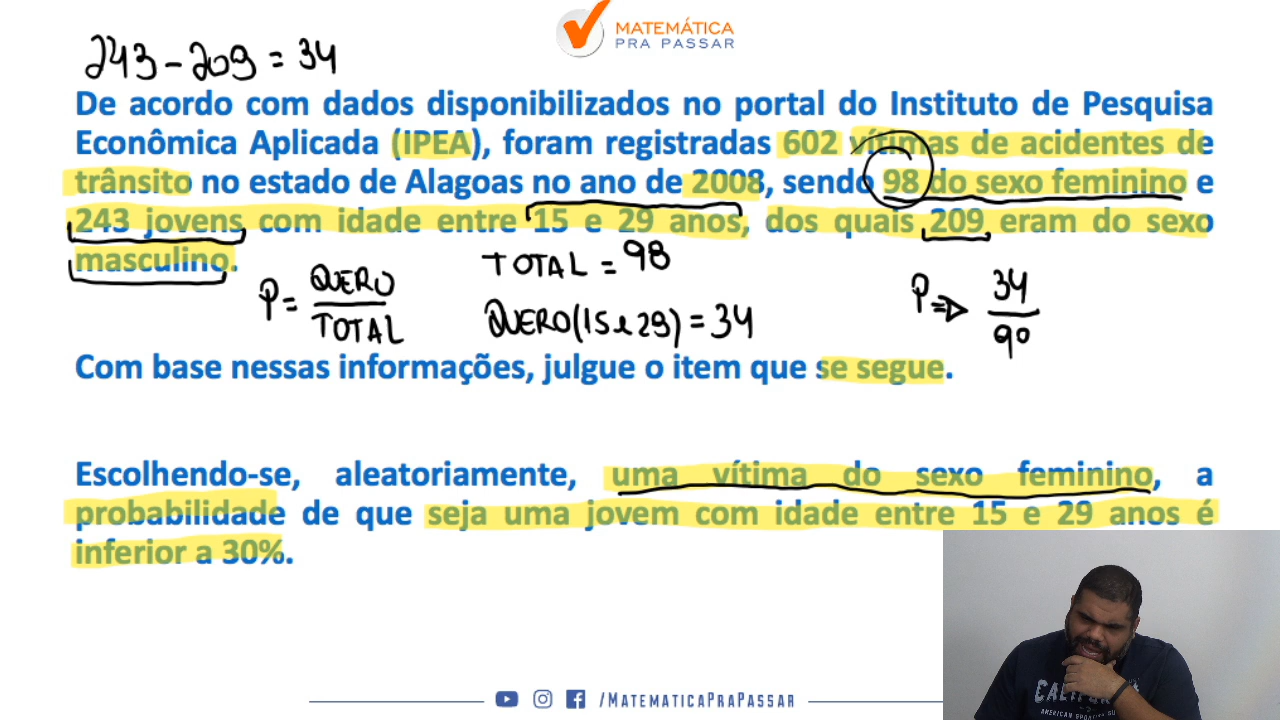 MATEMÁTICA
PRA PASSAR
243-209=34
De acordo com dados disponibilizados no portal do Instituto de Pesquisa
Econômica Aplicada (IPEA), foram registradas 602 vítimas de acidentes de
trânsito no estado de Alagoas no ano de 2008, sendo 98 do sexo feminino e
243 jovens com idade entre 15 e 29 anos, dos quais 209 eram do sexo
masculino.
P= QUERO
TOTAL
TOTAL = 98
QUERO(15 e 29) = 34
P=> 34
90
Com base nessas informações, julgue o item que se segue.
Escolhendo-se, aleatoriamente, uma vítima do sexo feminino, a
probabilidade de que seja uma jovem com idade entre 15 e 29 anos é
inferior a 30%.
/MATEMATICAPRAPASSAR